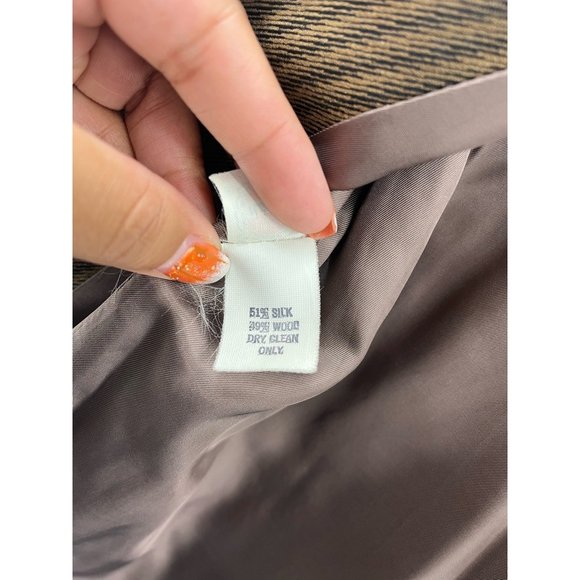 51% SILK
39% WOOL
DRY CLEAN
ONLY.